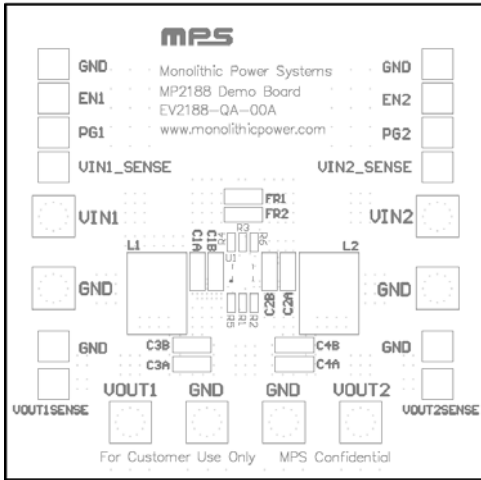 mps
Monolithic Power Systems
MP2188 Demo Board
EV2188-QA-00A
www.monolithicpower.com
GND
EN1
PG1
VIN1_SENSE
GND
EN2
PG2
VIN2_SENSE
FR1
FR2
VIN1
VIN2
R4
R3
R6
L1
C1A
C1B
U1
L2
C2B
C2A
GND
GND
R5
R1
R2
GND
C3B
C4B
GND
C3A
C4A
VOUT1SENSE
VOUT1
GND
GND
VOUT2
VOUT2SENSE
For Customer Use Only
MPS Confidential